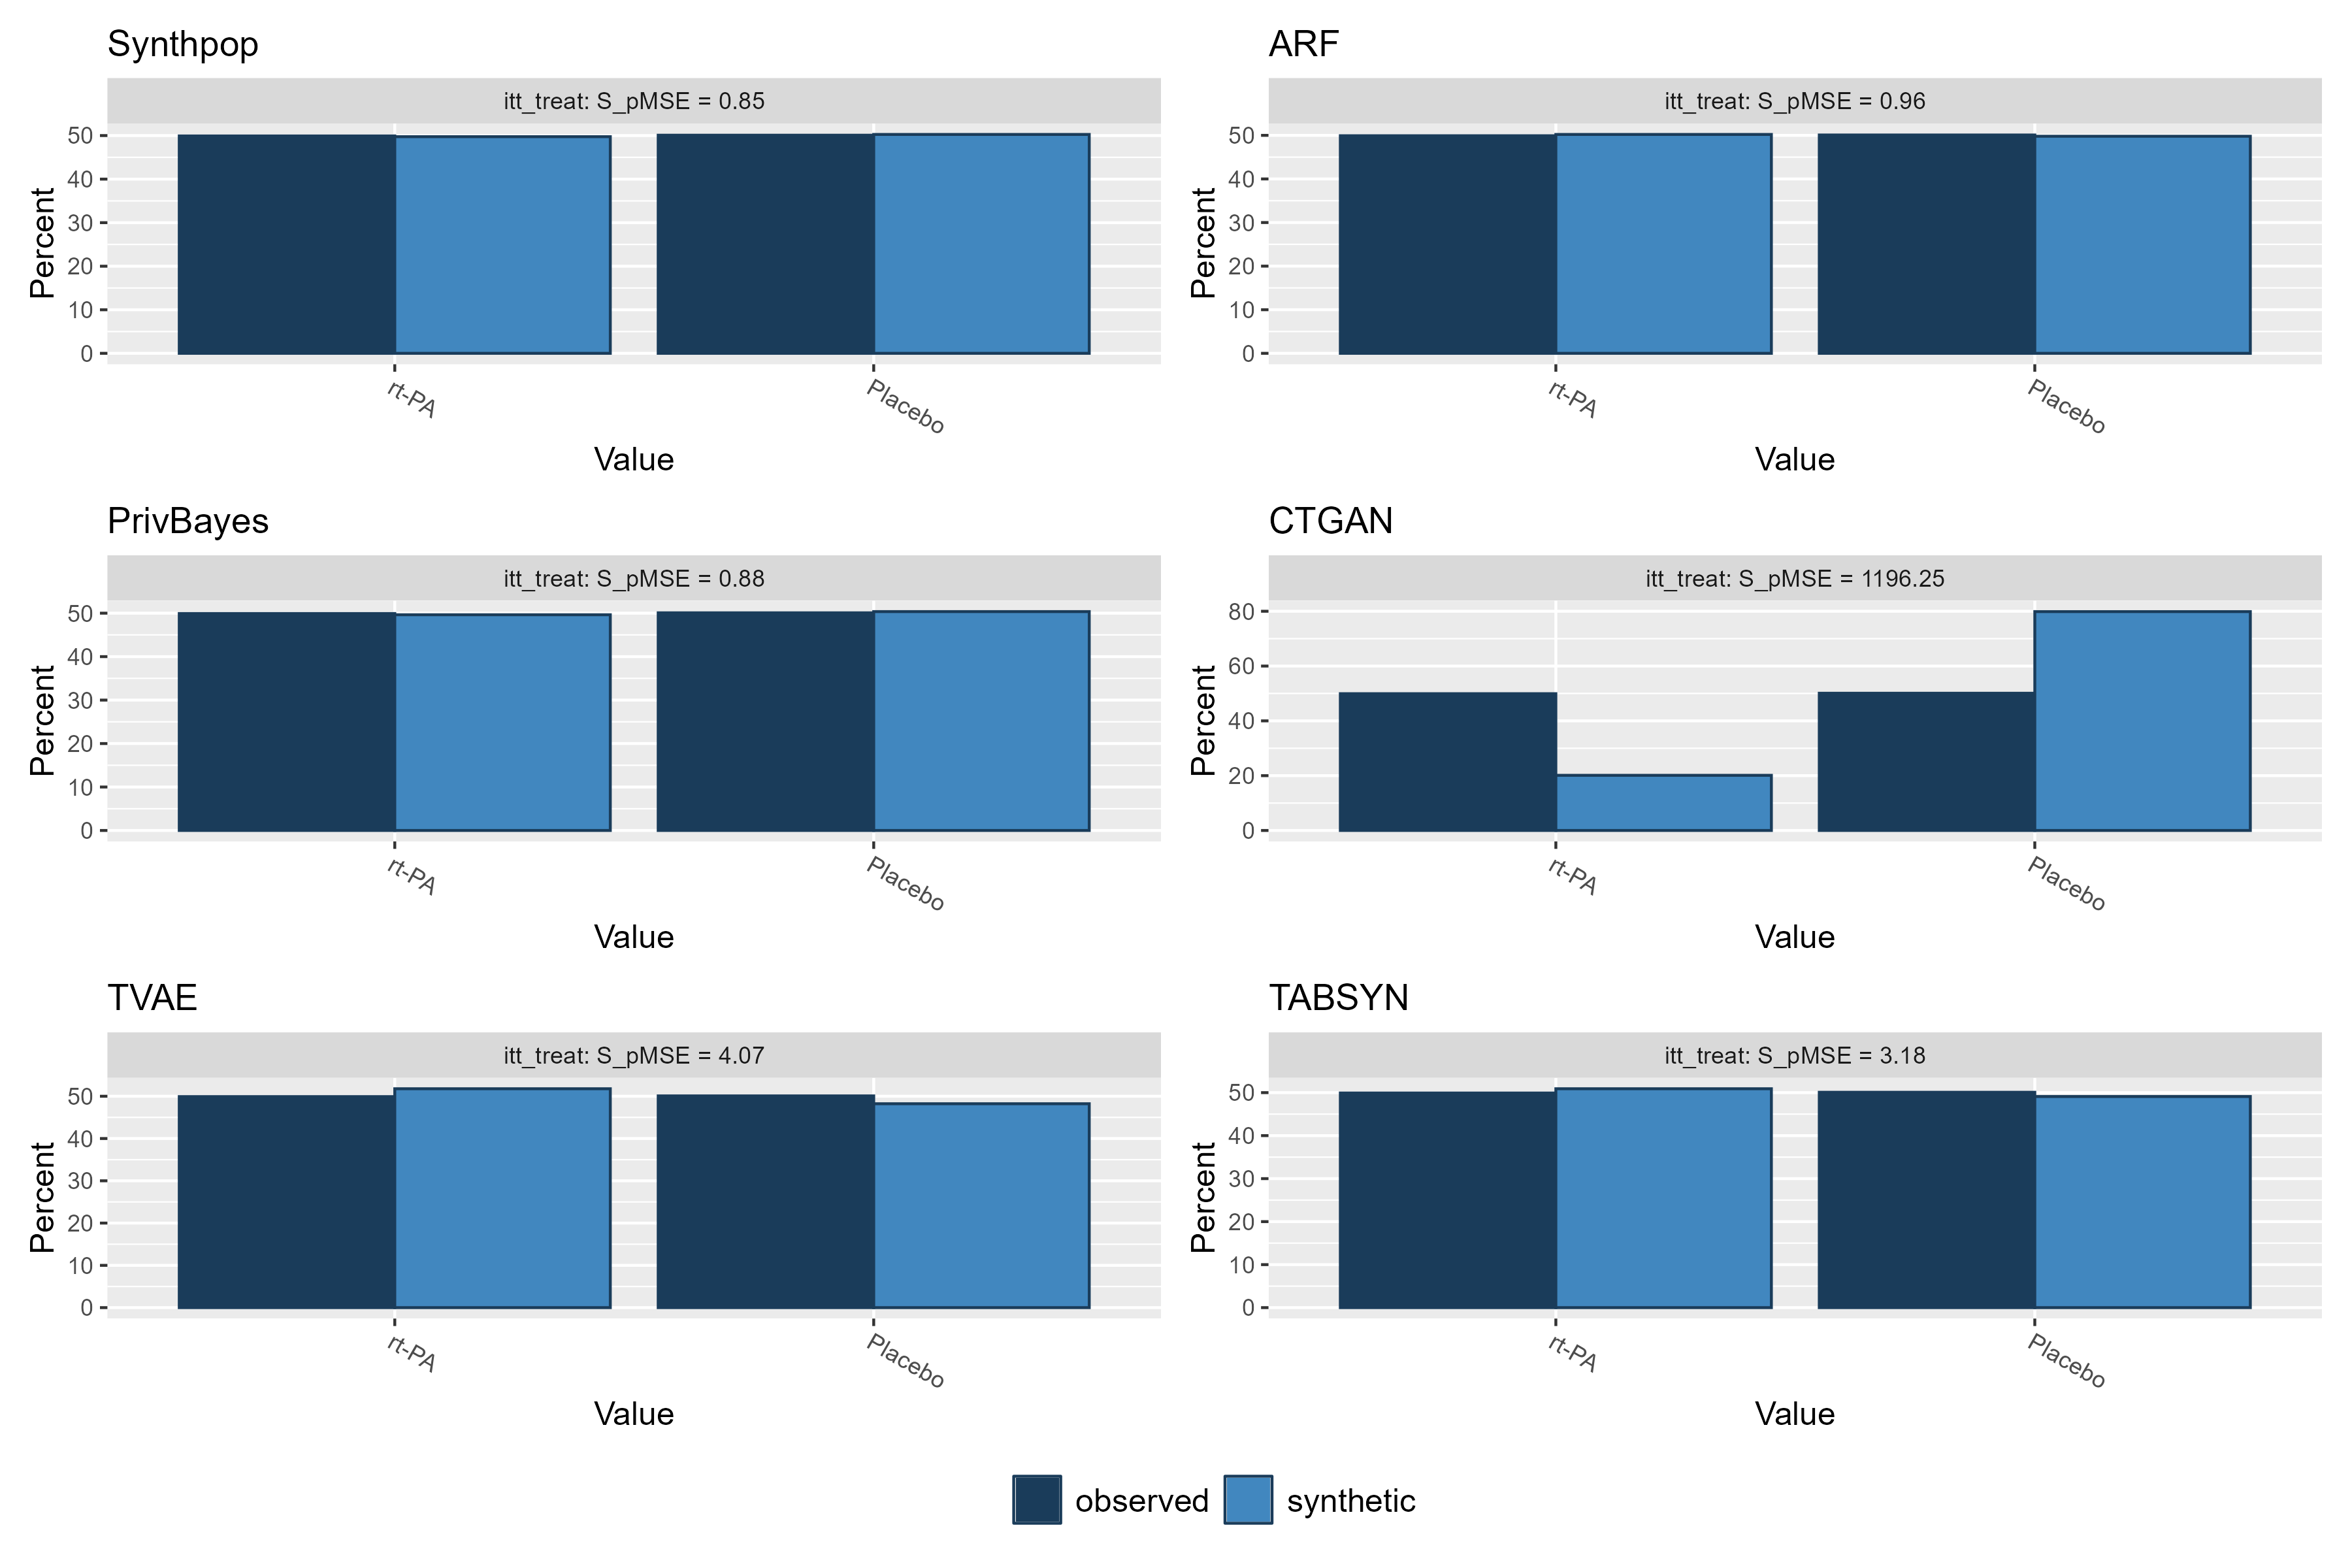 Synthpop
itt_treat: S_pMSE = 0.85
Percent
50
40
30
20
10
0
rt-PA
Placebo
Value
ARF
itt_treat: S_pMSE = 0.96
Percent
50
40
30
20
10
0
rt-PA
Placebo
Value
PrivBayes
itt_treat: S_pMSE = 0.88
Percent
50
40
30
20
10
0
rt-PA
Placebo
Value
CTGAN
itt_treat: S_pMSE = 1196.25
Percent
80
60
40
20
0
rt-PA
Placebo
Value
TVAE
itt_treat: S_pMSE = 4.07
Percent
50
40
30
20
10
0
rt-PA
Placebo
Value
TABSYN
itt_treat: S_pMSE = 3.18
Percent
50
40
30
20
10
0
rt-PA
Placebo
Value
observed
synthetic